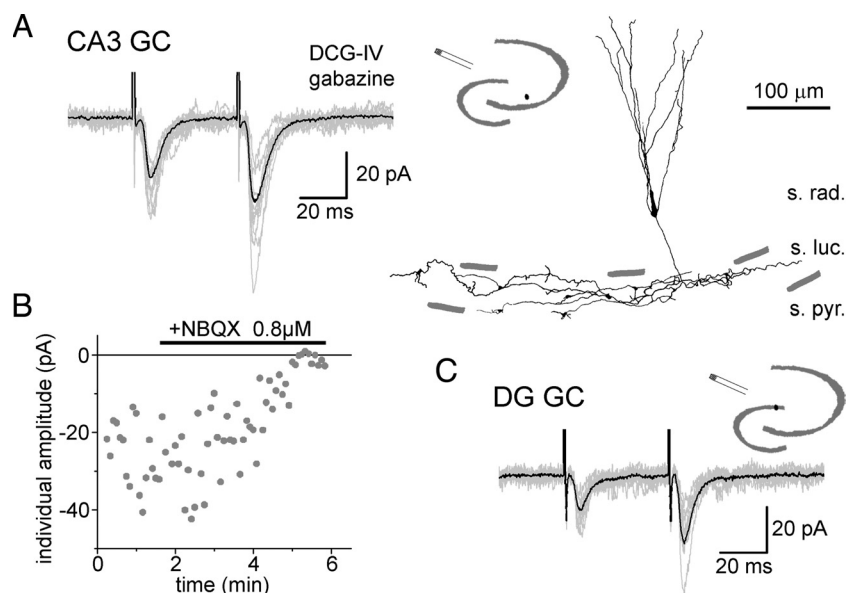 A
CA3 GC
DCG-IV
gabazine
20 pA
20 ms
100 µm
s. rad.
s. luc.
s. pyr.
B
+NBQX 0.8µM
individual amplitude (pA)
0
-20
-40
0 2 4 6
time (min)
C
DG GC
20 pA
20 ms